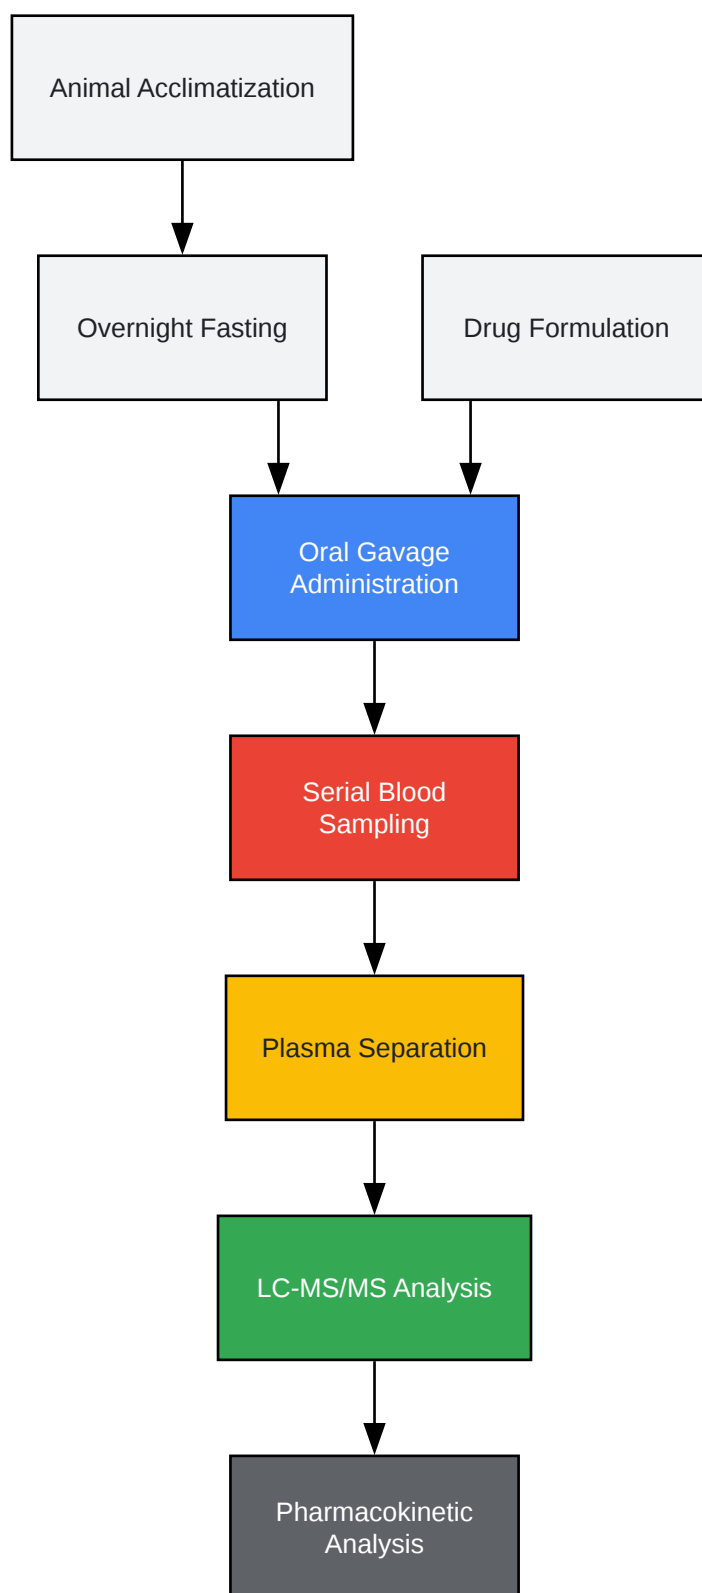 Animal Acclimatization
Overnight Fasting
Drug Formulation
Oral Gavage
Administration
Serial Blood
Sampling
Plasma Separation
LC-MS/MS Analysis
Pharmacokinetic
Analysis